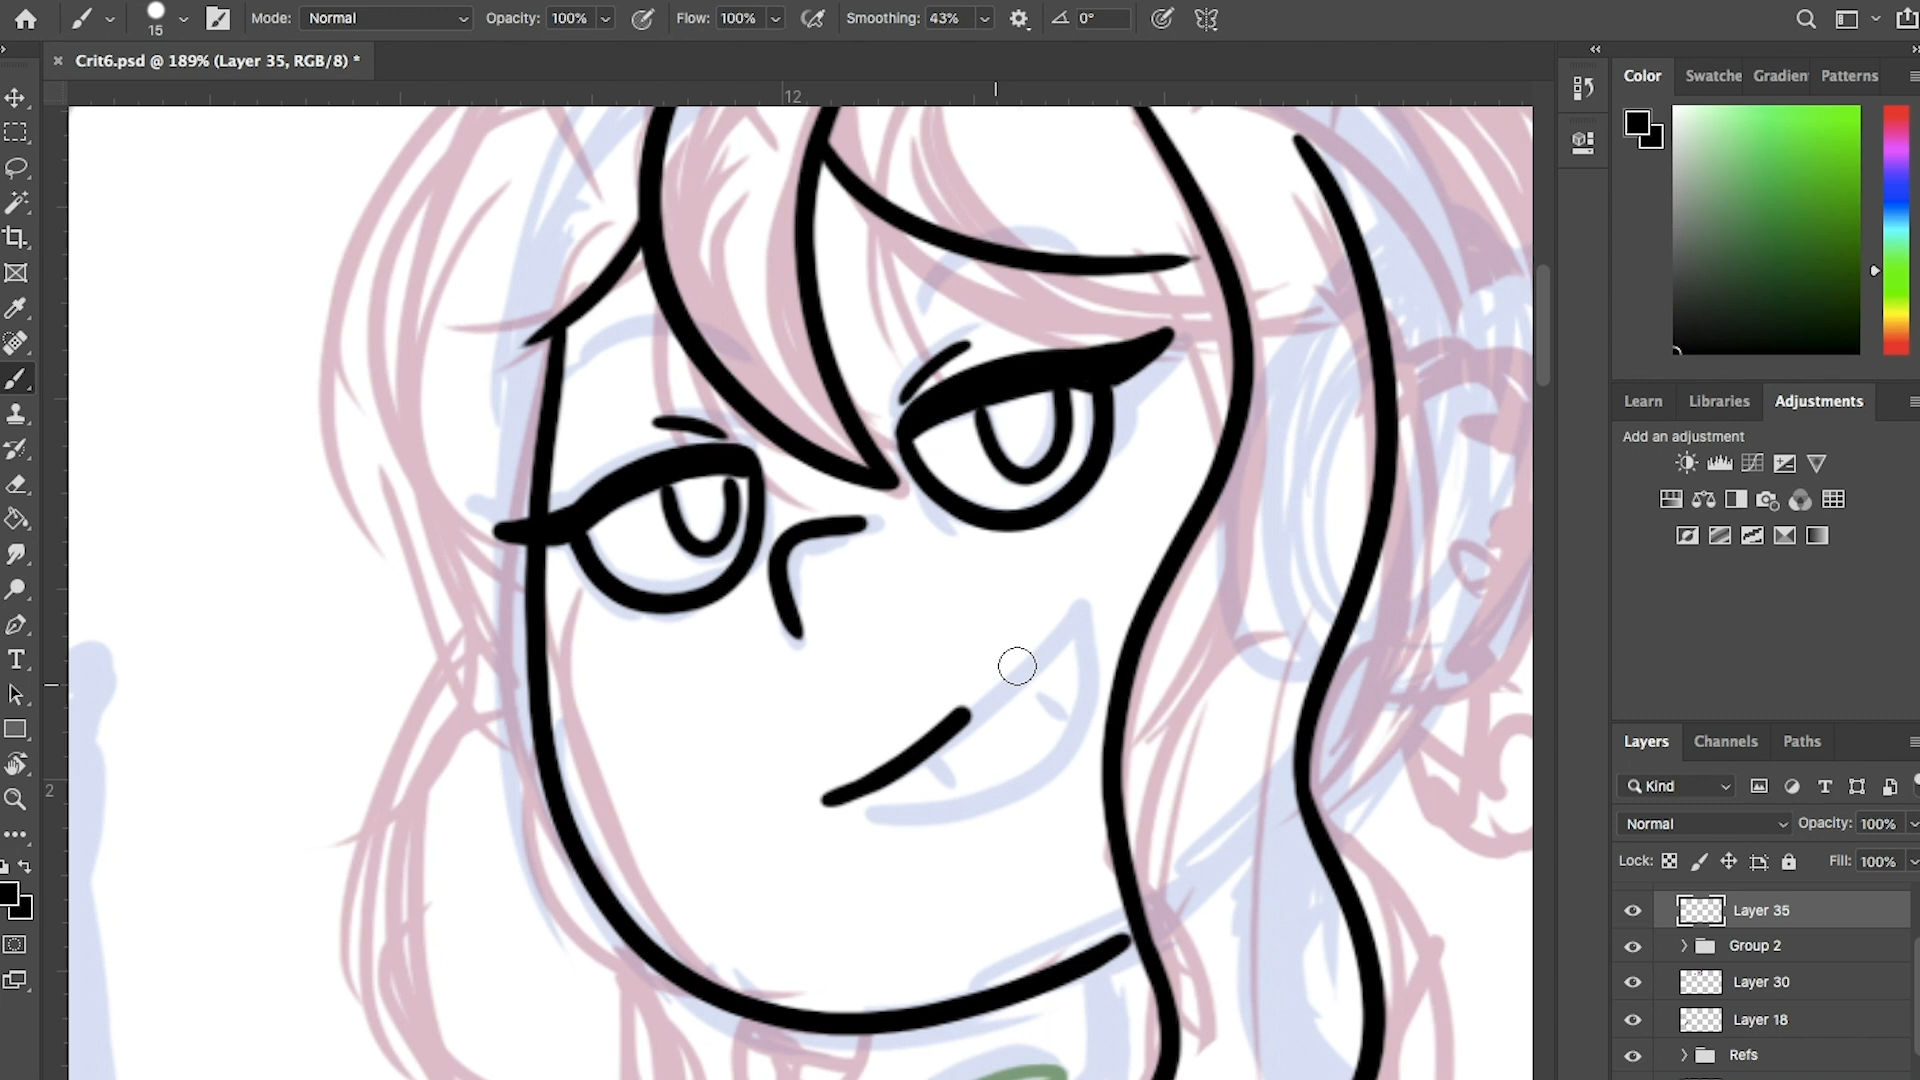 15
Mode:
Normal
Opacity: 100%
Flow: 100%
Smoothing: 43%
0°
× Crit6.psd @ 189% (Layer 35, RGB/8) *
12
2
Color
Swatche
Gradien
Patterns
Learn
Libraries
Adjustments
Add an adjustment
Layers
Channels
Paths
Kind
Normal
Opacity: 100%
Lock:
Fill: 100%
Layer 35
Group 2
Layer 30
Layer 18
Refs